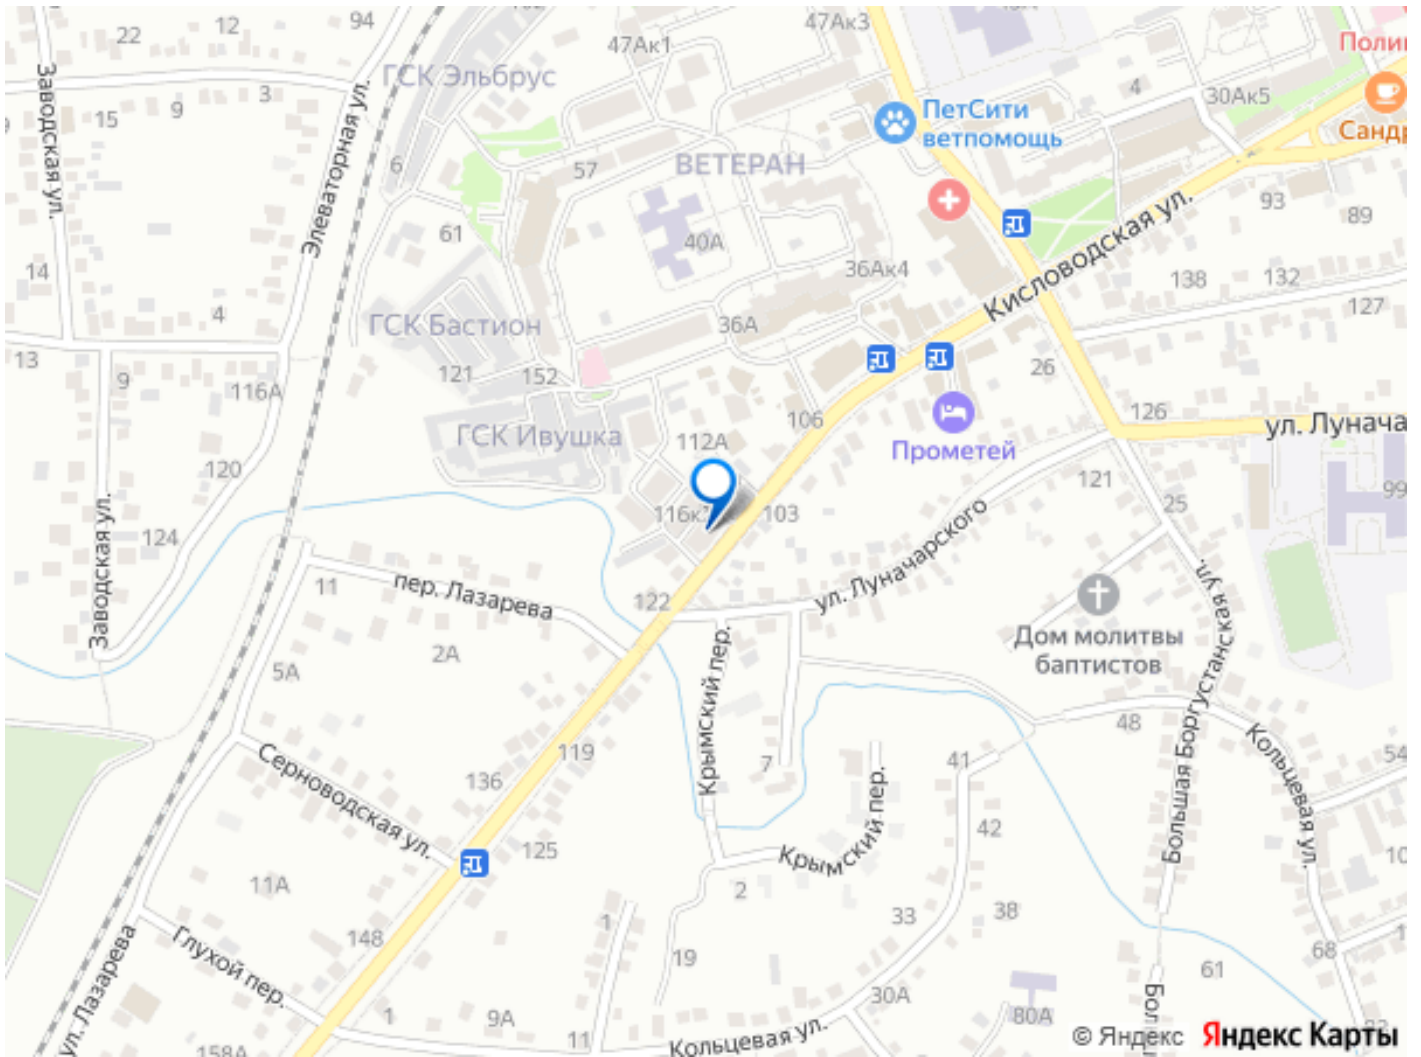 94
12
22
47Ак1
47Ак3
Поли
ГСК Эльбрус
4
30Ак5
3
9
15
Заводская ул.
Элеваторная ул.
ПетСити
ветпомощь
Санд
6
57
ВЕТЕРАН
93
89
61
40А
Кисловодская ул.
14
36Ак4
138
132
127
4
ГСК Бастион
36А
13
9
116А
121
152
26
106
126
ул. Луначa
ГСК Ивушка
112А
Прометей
120
121
99
116к
103
25
Заводская ул.
124
ул. Луначарского
11
пер. Лазарева
122
Дом молитвы
баптистов
2А
5А
Крымский пер.
Большая Боргустанская ул.
48
Кольцевая ул.
119
7
41
54
136
Серноводская ул.
Крымский пер.
42
125
10
11А
2
1
33
38
148
68
Глухой пер.
19
61
ул. Лазарева
30А
80А
Бол
1
9А
11
Кольцевая ул.
158А
© Яндекс Яндекс Карты